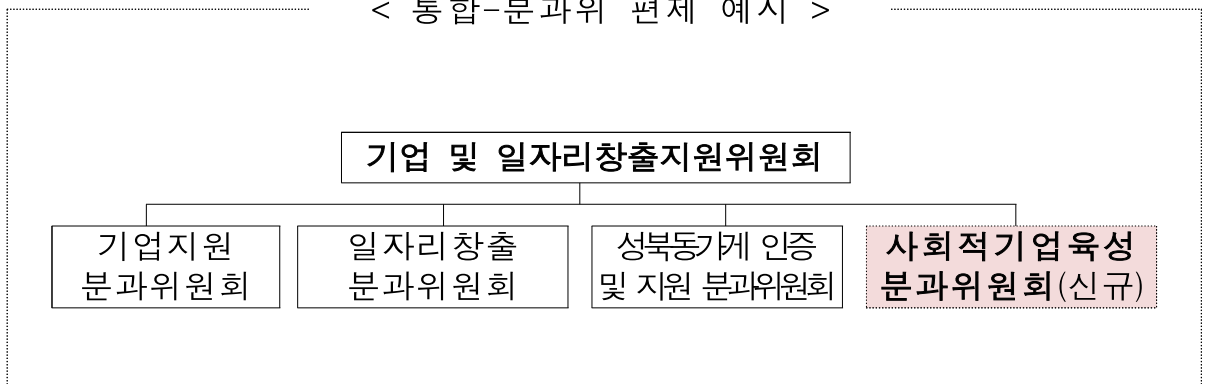 < 통합-분과위 편제 예시 >
기업 및 일자리창출지원위원회
기업지원
분과위원회
일자리창출
분과위원회
성북동가게 인증
및 지원 분과위원회
사회적기업육성
분과위원회(신규)